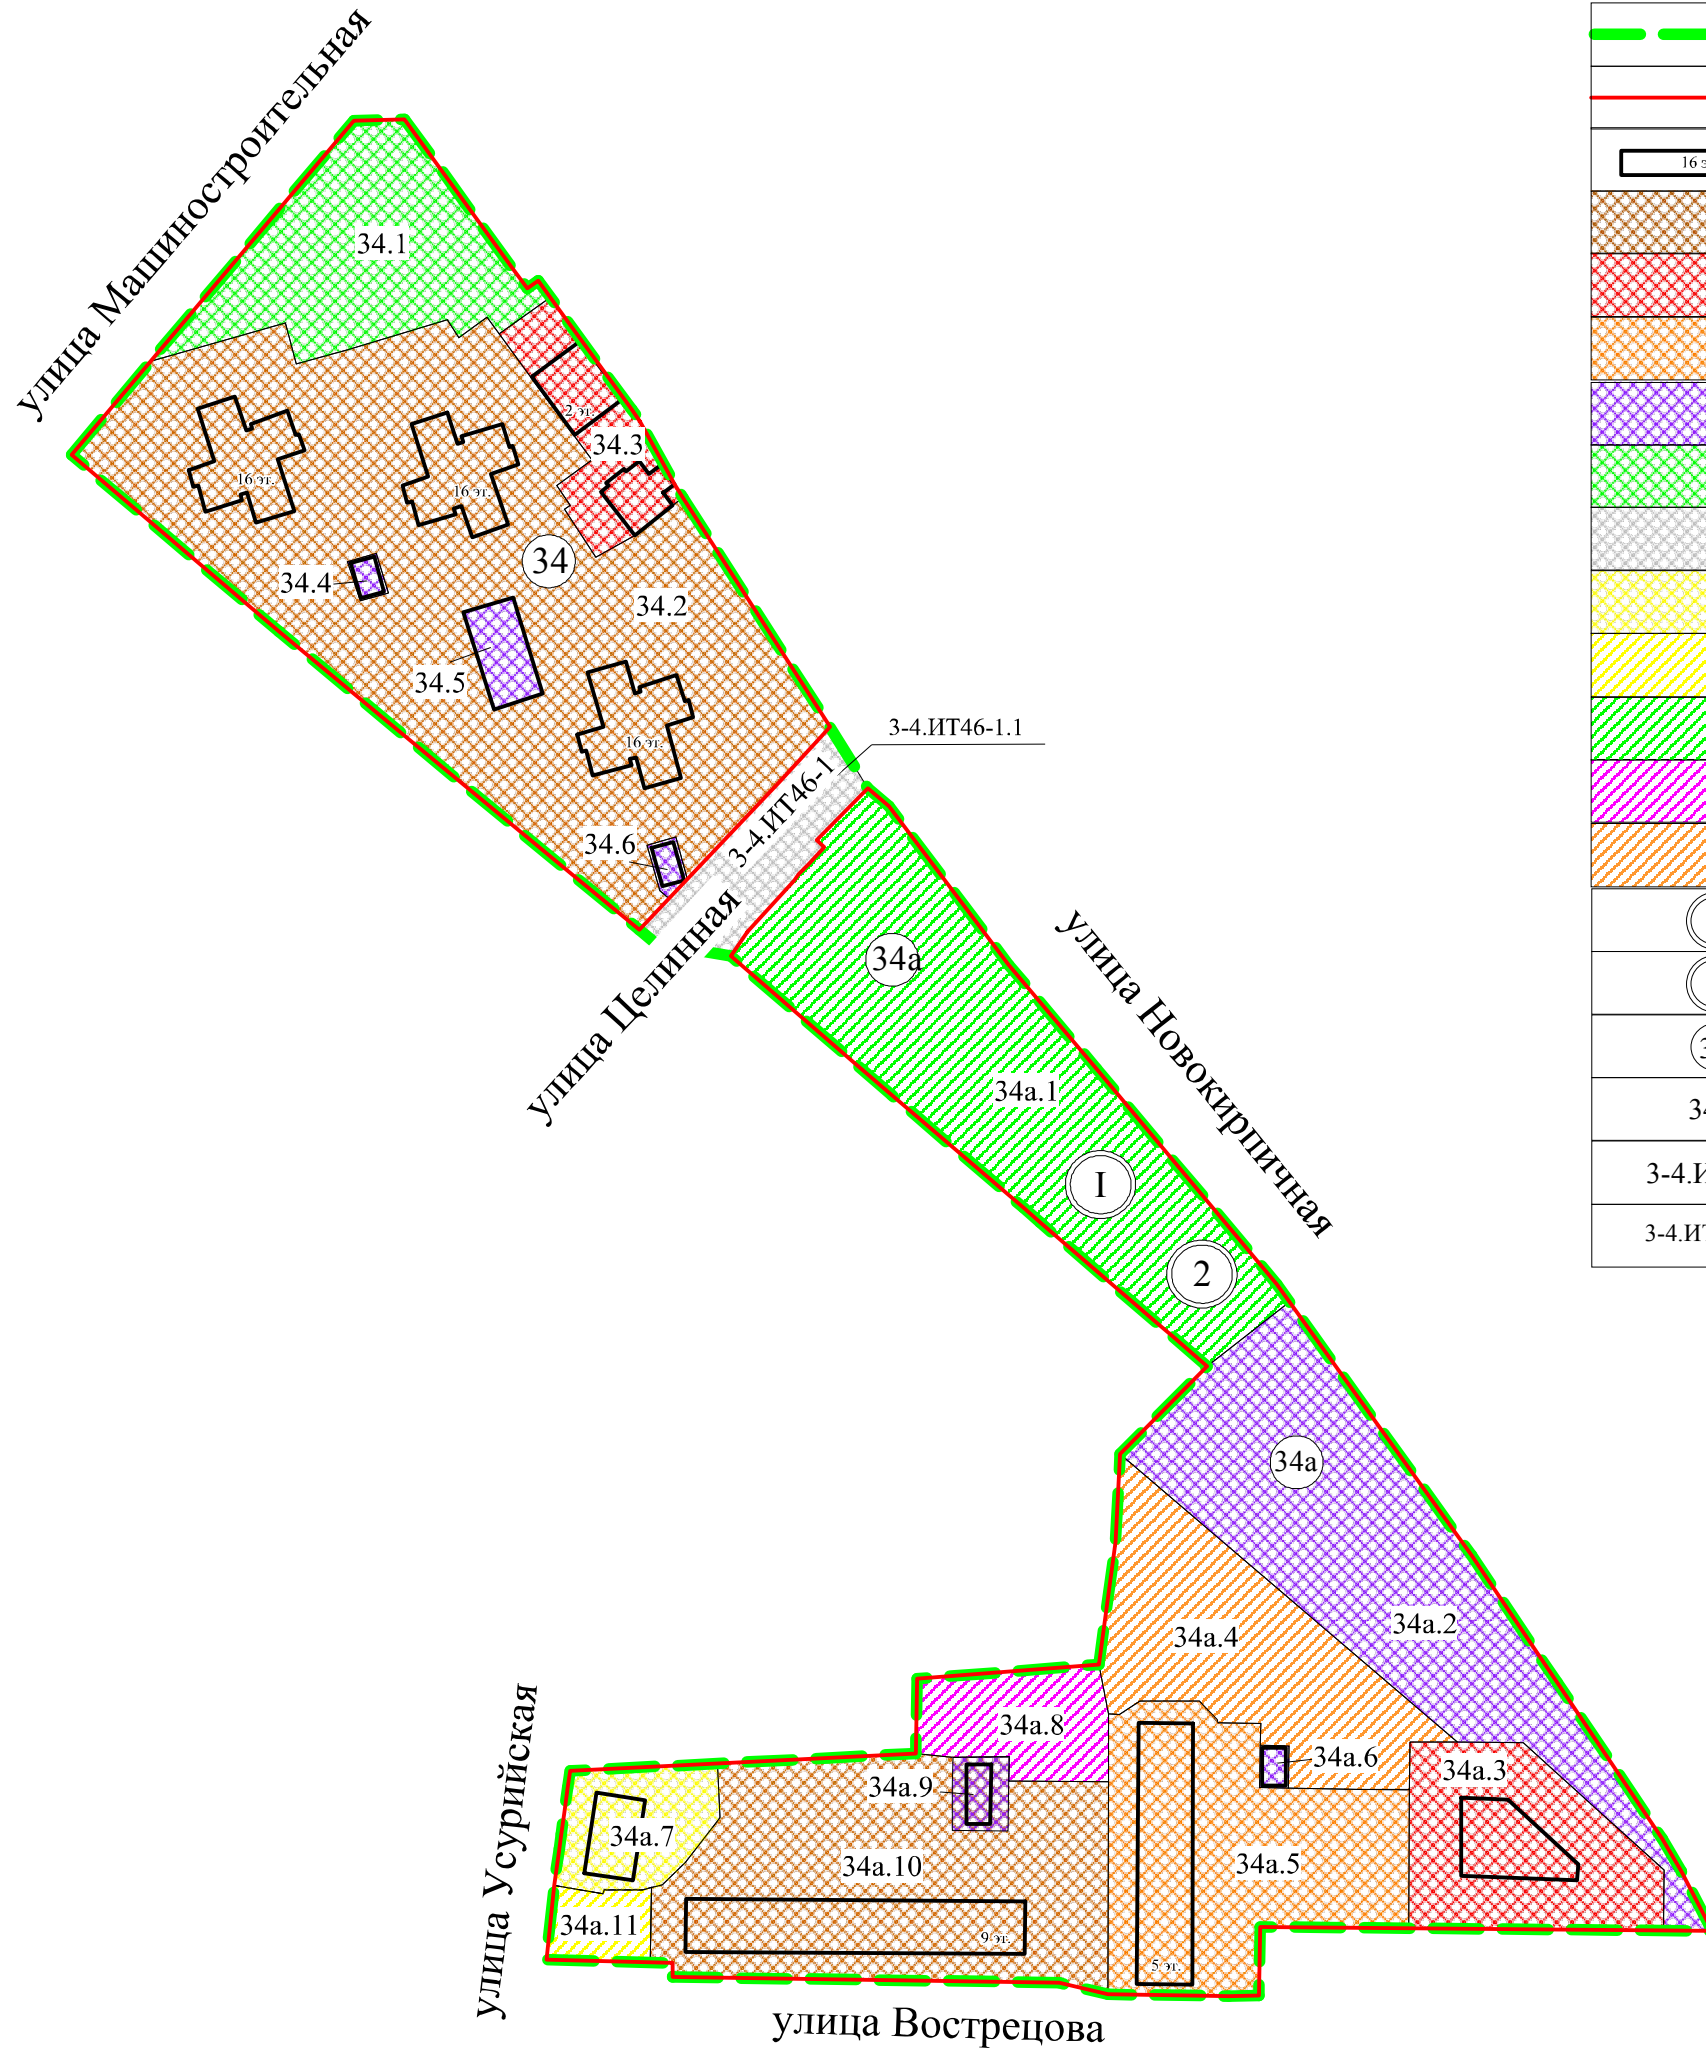 улица Машиностроительная
16 э
34.1
2 эт.
34.3
16 эт.
16 эт.
34
34.4
34.2
34.5
16 эт.
3-4.ИТ46-1.1
3-4.ИТ46-1
34.6
улица Целинная
34а
улица Новокирпичная
34а.1
3-4.И
I
3-4.ИТ
2
34а
34а.2
34а.4
улица Усурийская
34а.8
34а.6
34а.3
34а.9
34а.7
34а.10
34а.5
34а.11
9 эт.
5 эт.
улица Вострецова